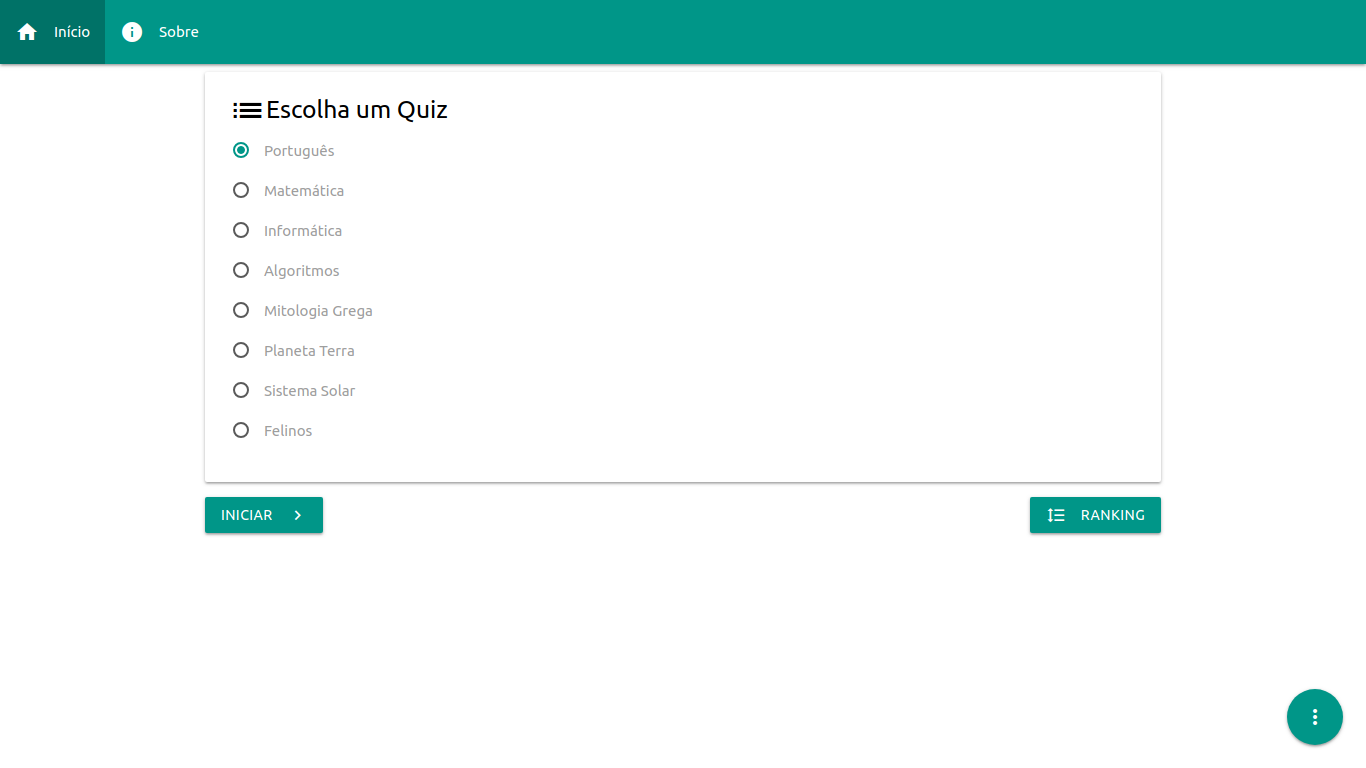 Início
Sobre
Escolha um Quiz
Português
Matemática
Informática
Algoritmos
Mitologia Grega
Planeta Terra
Sistema Solar
Felinos
INICIAR
RANKING